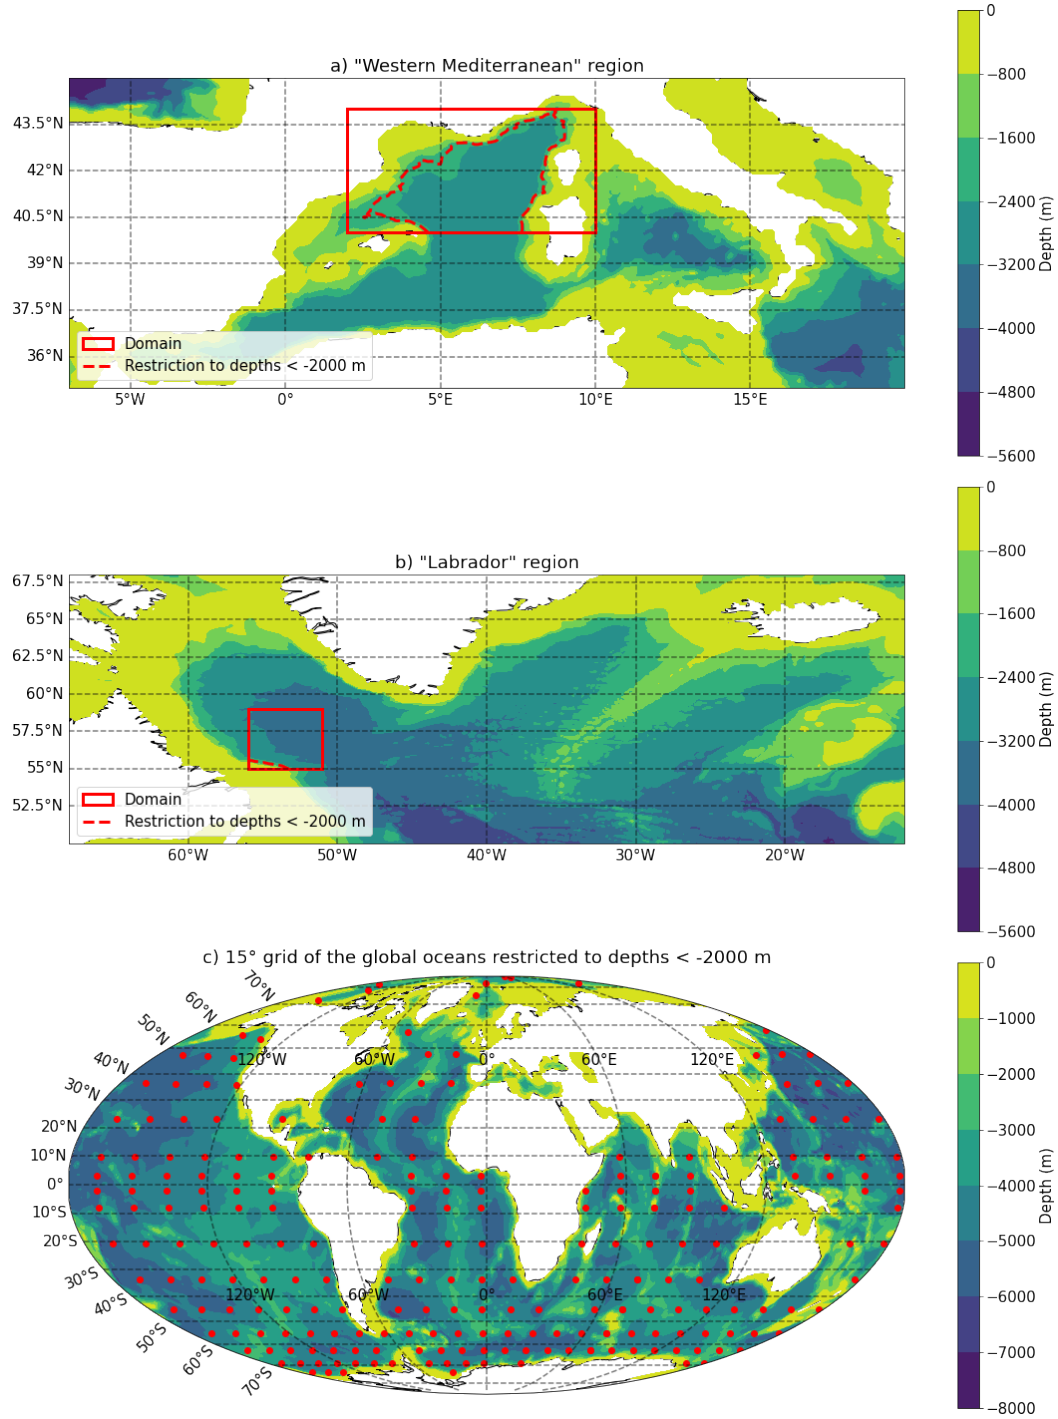 a) "Western Mediterranean" region
43.5°N
42°N
40.5°N
39°N
37.5°N
36°N
Domain
Restriction to depths < -2000 m
5°W 0° 5°E 10°E 15°E
0
−800
−1600
−2400
−3200
−4000
−4800
−5600
Depth (m)
b) "Labrador" region
67.5°N
65°N
62.5°N
60°N
57.5°N
55°N
52.5°N
Domain
Restriction to depths < -2000 m
60°W 50°W 40°W 30°W 20°W
0
−800
−1600
−2400
−3200
−4000
−4800
−5600
Depth (m)
c) 15° grid of the global oceans restricted to depths < -2000 m
70°N
60°N
50°N
40°N
30°N
20°N
10°N
0°
10°S
20°S
30°S
40°S
50°S
60°S
70°S
120°W 60°W 0° 60°E 120°E
120°W 60°W 0° 60°E 120°E
0
−1000
−2000
−3000
−4000
−5000
−6000
−7000
−8000
Depth (m)